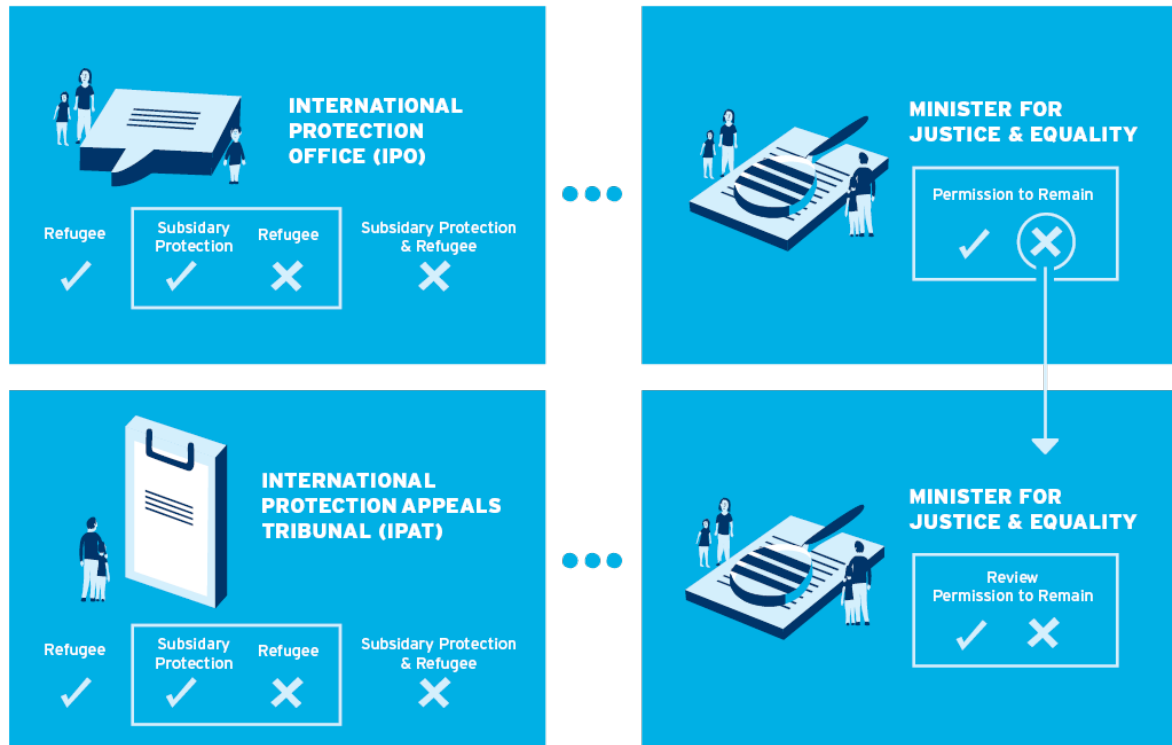 INTERNATIONAL
PROTECTION
OFFICE (IPO)
Refugee
Subsidary
Protection
Refugee
Subsidary Protection
& Refugee
MINISTER FOR
JUSTICE & EQUALITY
Permission to Remain
INTERNATIONAL
PROTECTION APPEALS
TRIBUNAL (IPAT)
Refugee
Subsidary
Protection
Refugee
Subsidary Protection
& Refugee
MINISTER FOR
JUSTICE & EQUALITY
Review
Permission to Remain